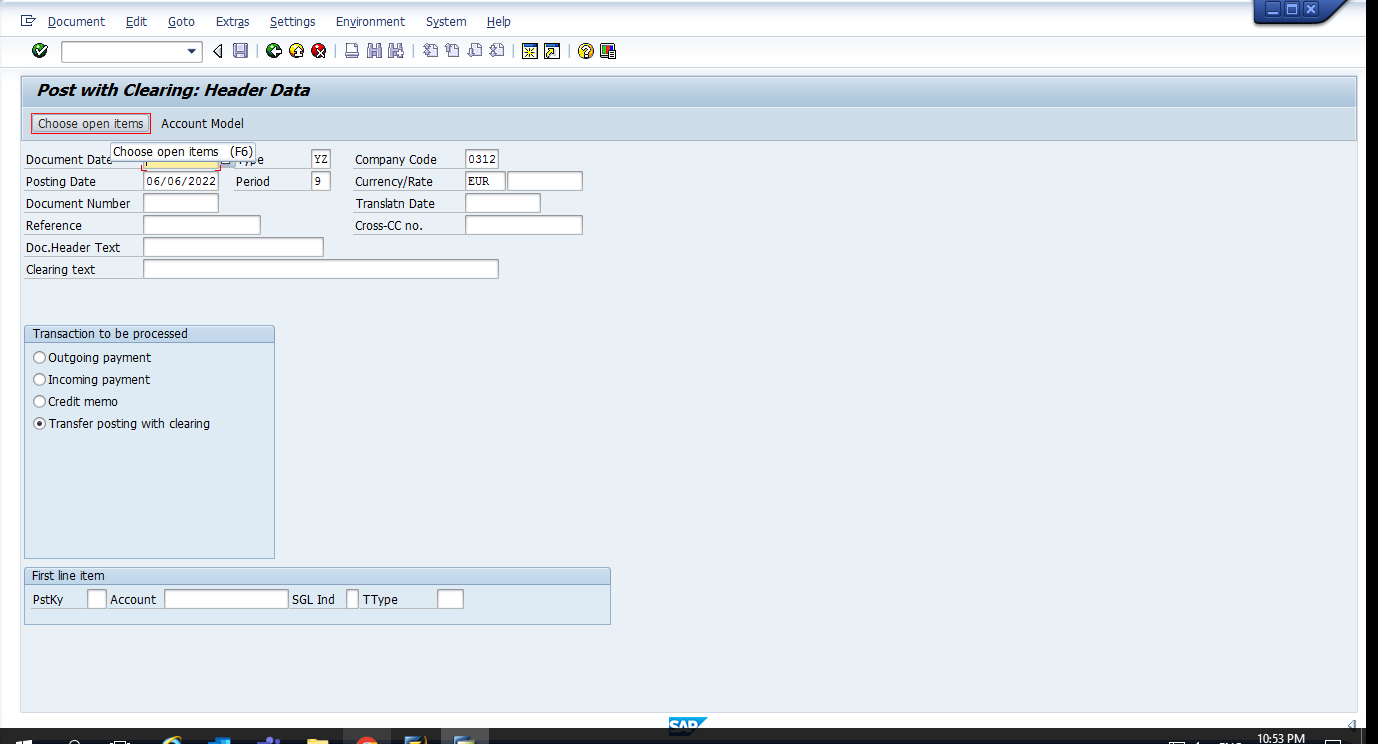 Document Edit Goto Extras Settings Environment System Help
Post with Clearing: Header Data
Choose open items Account Model
Choose open items (F6)
Document Date Type YZ Company Code 0312
Posting Date 06/06/2022 Period 9 Currency/Rate EUR
Document Number Translatn Date
Reference Cross-CC no.
Doc.Header Text
Clearing text
Transaction to be processed
Outgoing payment
Incoming payment
Credit memo
Transfer posting with clearing
First line item
PstKy Account SGL Ind TType
SAP
10:53 PM